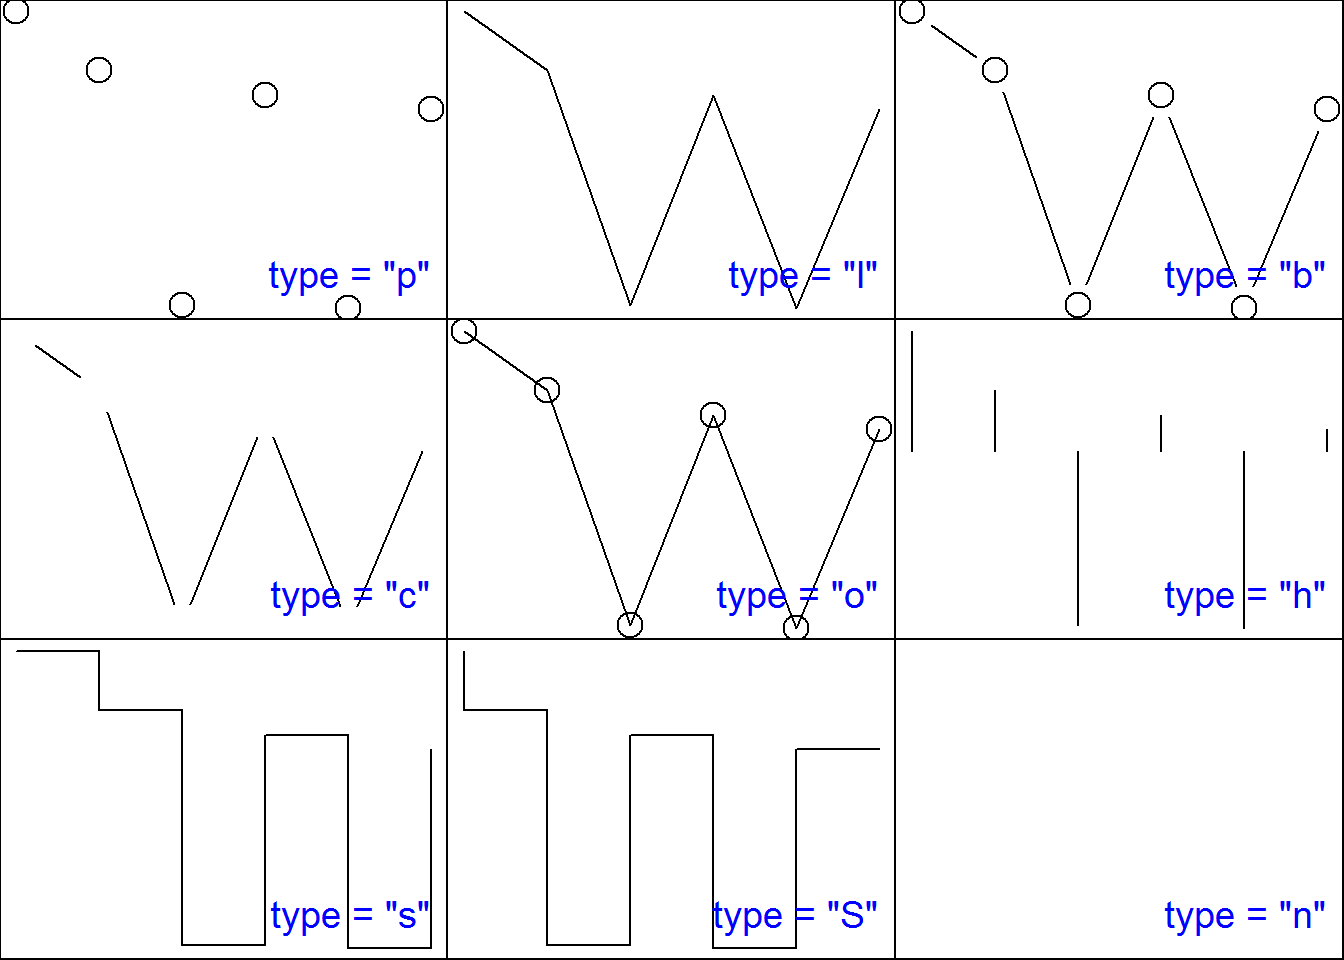 type = "p"
type = "l"
type = "b"
type = "c"
type = "o"
type = "h"
type = "s"
type = "S"
type = "n"